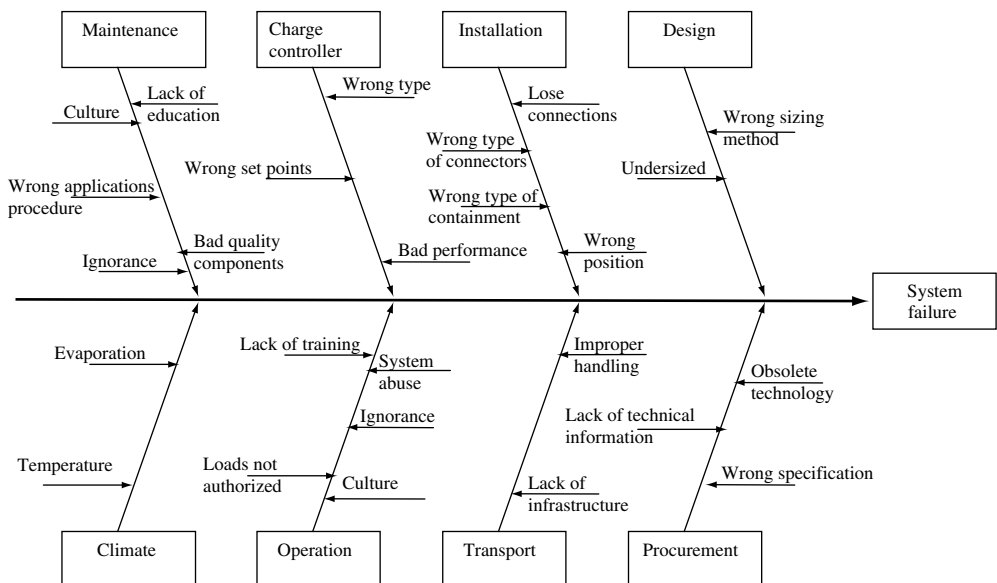 Maintenance
Charge
controller
Installation
Design
Lack of
education
Culture
Wrong applications
procedure
Bad quality
components
Ignorance
Wrong type
Wrong set points
Bad performance
Lose
connections
Wrong type
of connectors
Wrong type of
containment
Wrong
position
Wrong sizing
method
Undersized
System
failure
Evaporation
Temperature
Lack of training
System
abuse
Ignorance
Loads not
authorized
Culture
Improper
handling
Lack of
infrastructure
Obsolete
technology
Lack of technical
information
Wrong specification
Climate
Operation
Transport
Procurement